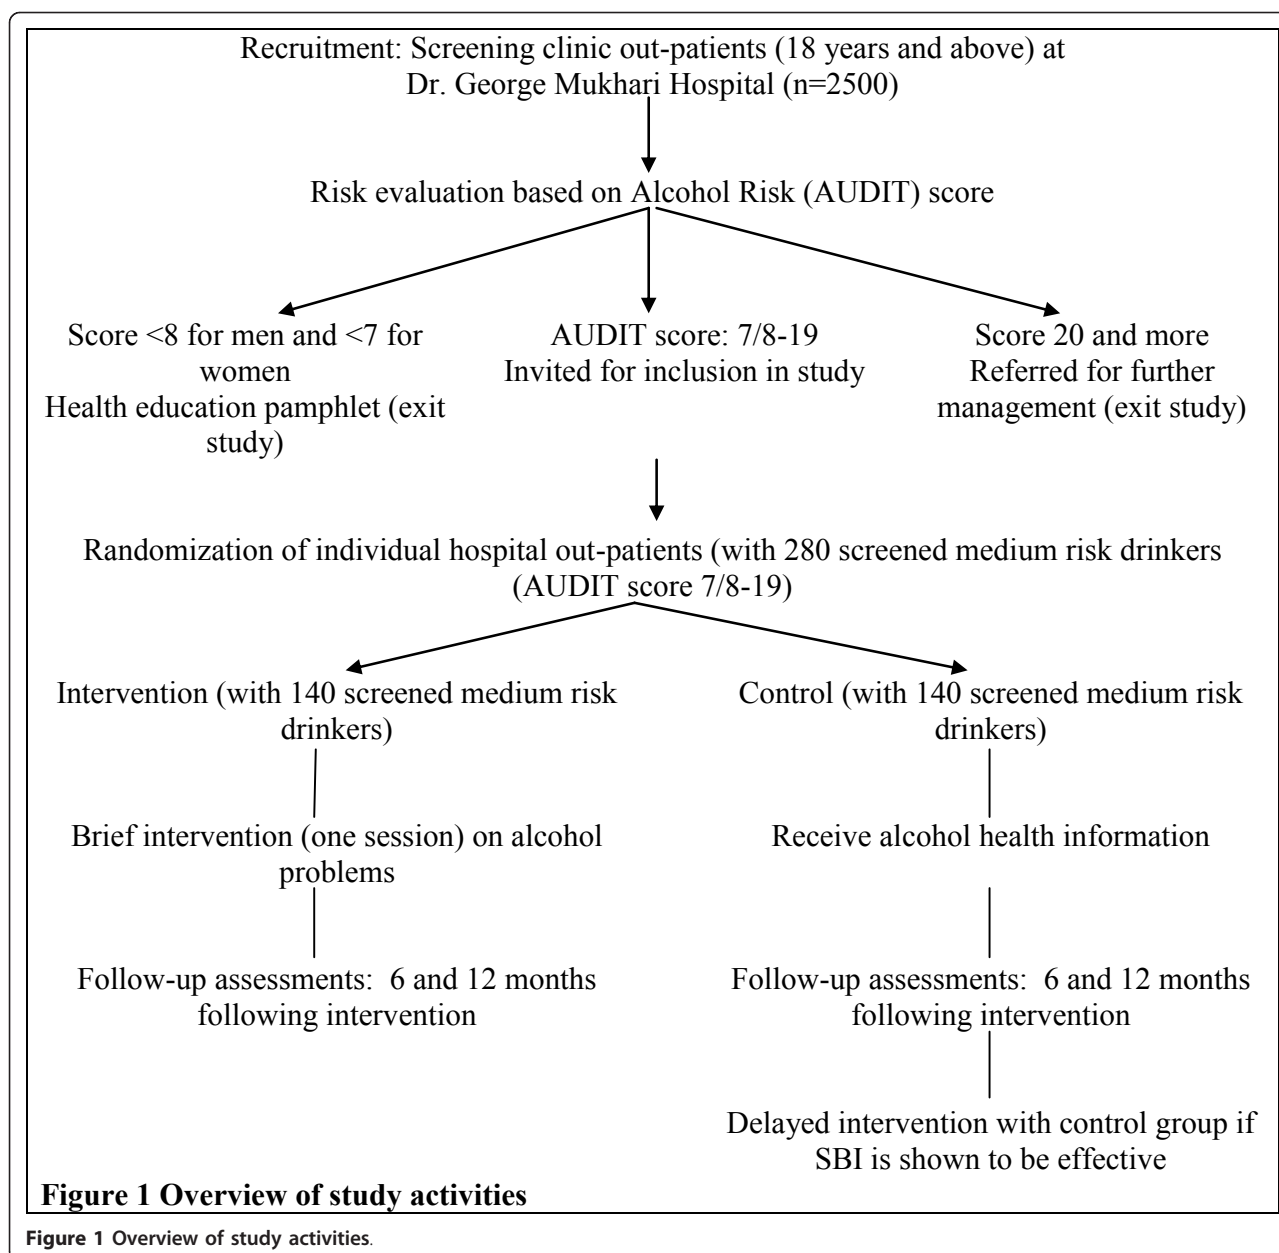 Recruitment: Screening clinic out-patients (18 years and above) at
Dr. George Mukhari Hospital (n=2500)
Risk evaluation based on Alcohol Risk (AUDIT) score
Score <8 for men and <7 for
women
Health education pamphlet (exit
study)
AUDIT score: 7/8-19
Invited for inclusion in study
Score 20 and more
Referred for further
management (exit study)
Randomization of individual hospital out-patients (with 280 screened medium risk drinkers
(AUDIT score 7/8-19)
Intervention (with 140 screened medium risk
drinkers)
Brief intervention (one session) on alcohol
problems
Follow-up assessments:  6 and 12 months
following intervention
Control (with 140 screened medium risk
drinkers)
Receive alcohol health information
Follow-up assessments:  6 and 12 months
following intervention
Delayed intervention with control group if
SBI is shown to be effective
Figure 1 Overview of study activities
Figure 1 Overview of study activities.